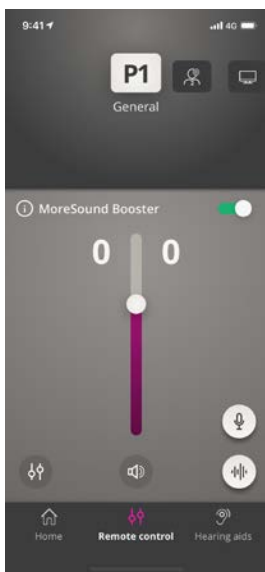 9:41 4G
P1
General
MoreSound Booster
0 0
Home Remote control Hearing aids